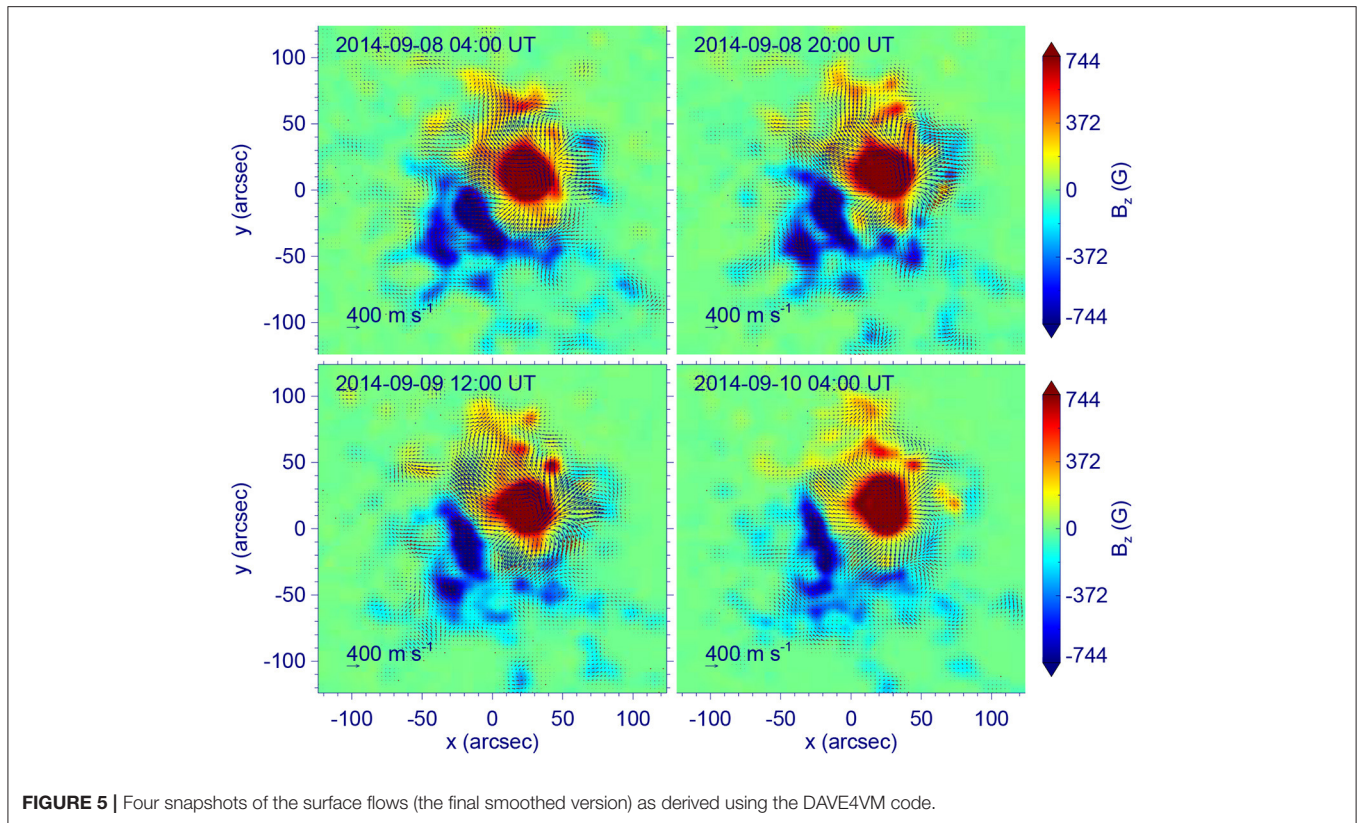 2014-09-08 04:00 UT
2014-09-08 20:00 UT
100
50
0
-50
-100
y (arcsec)
400 m s⁻¹
400 m s⁻¹
744
372
0
-372
-744
B_z (G)
2014-09-09 12:00 UT
2014-09-10 04:00 UT
100
50
0
-50
-100
y (arcsec)
400 m s⁻¹
400 m s⁻¹
744
372
0
-372
-744
B_z (G)
-100 -50 0 50 100
x (arcsec)
-100 -50 0 50 100
x (arcsec)
FIGURE 5 | Four snapshots of the surface flows (the final smoothed version) as derived using the DAVE4VM code.